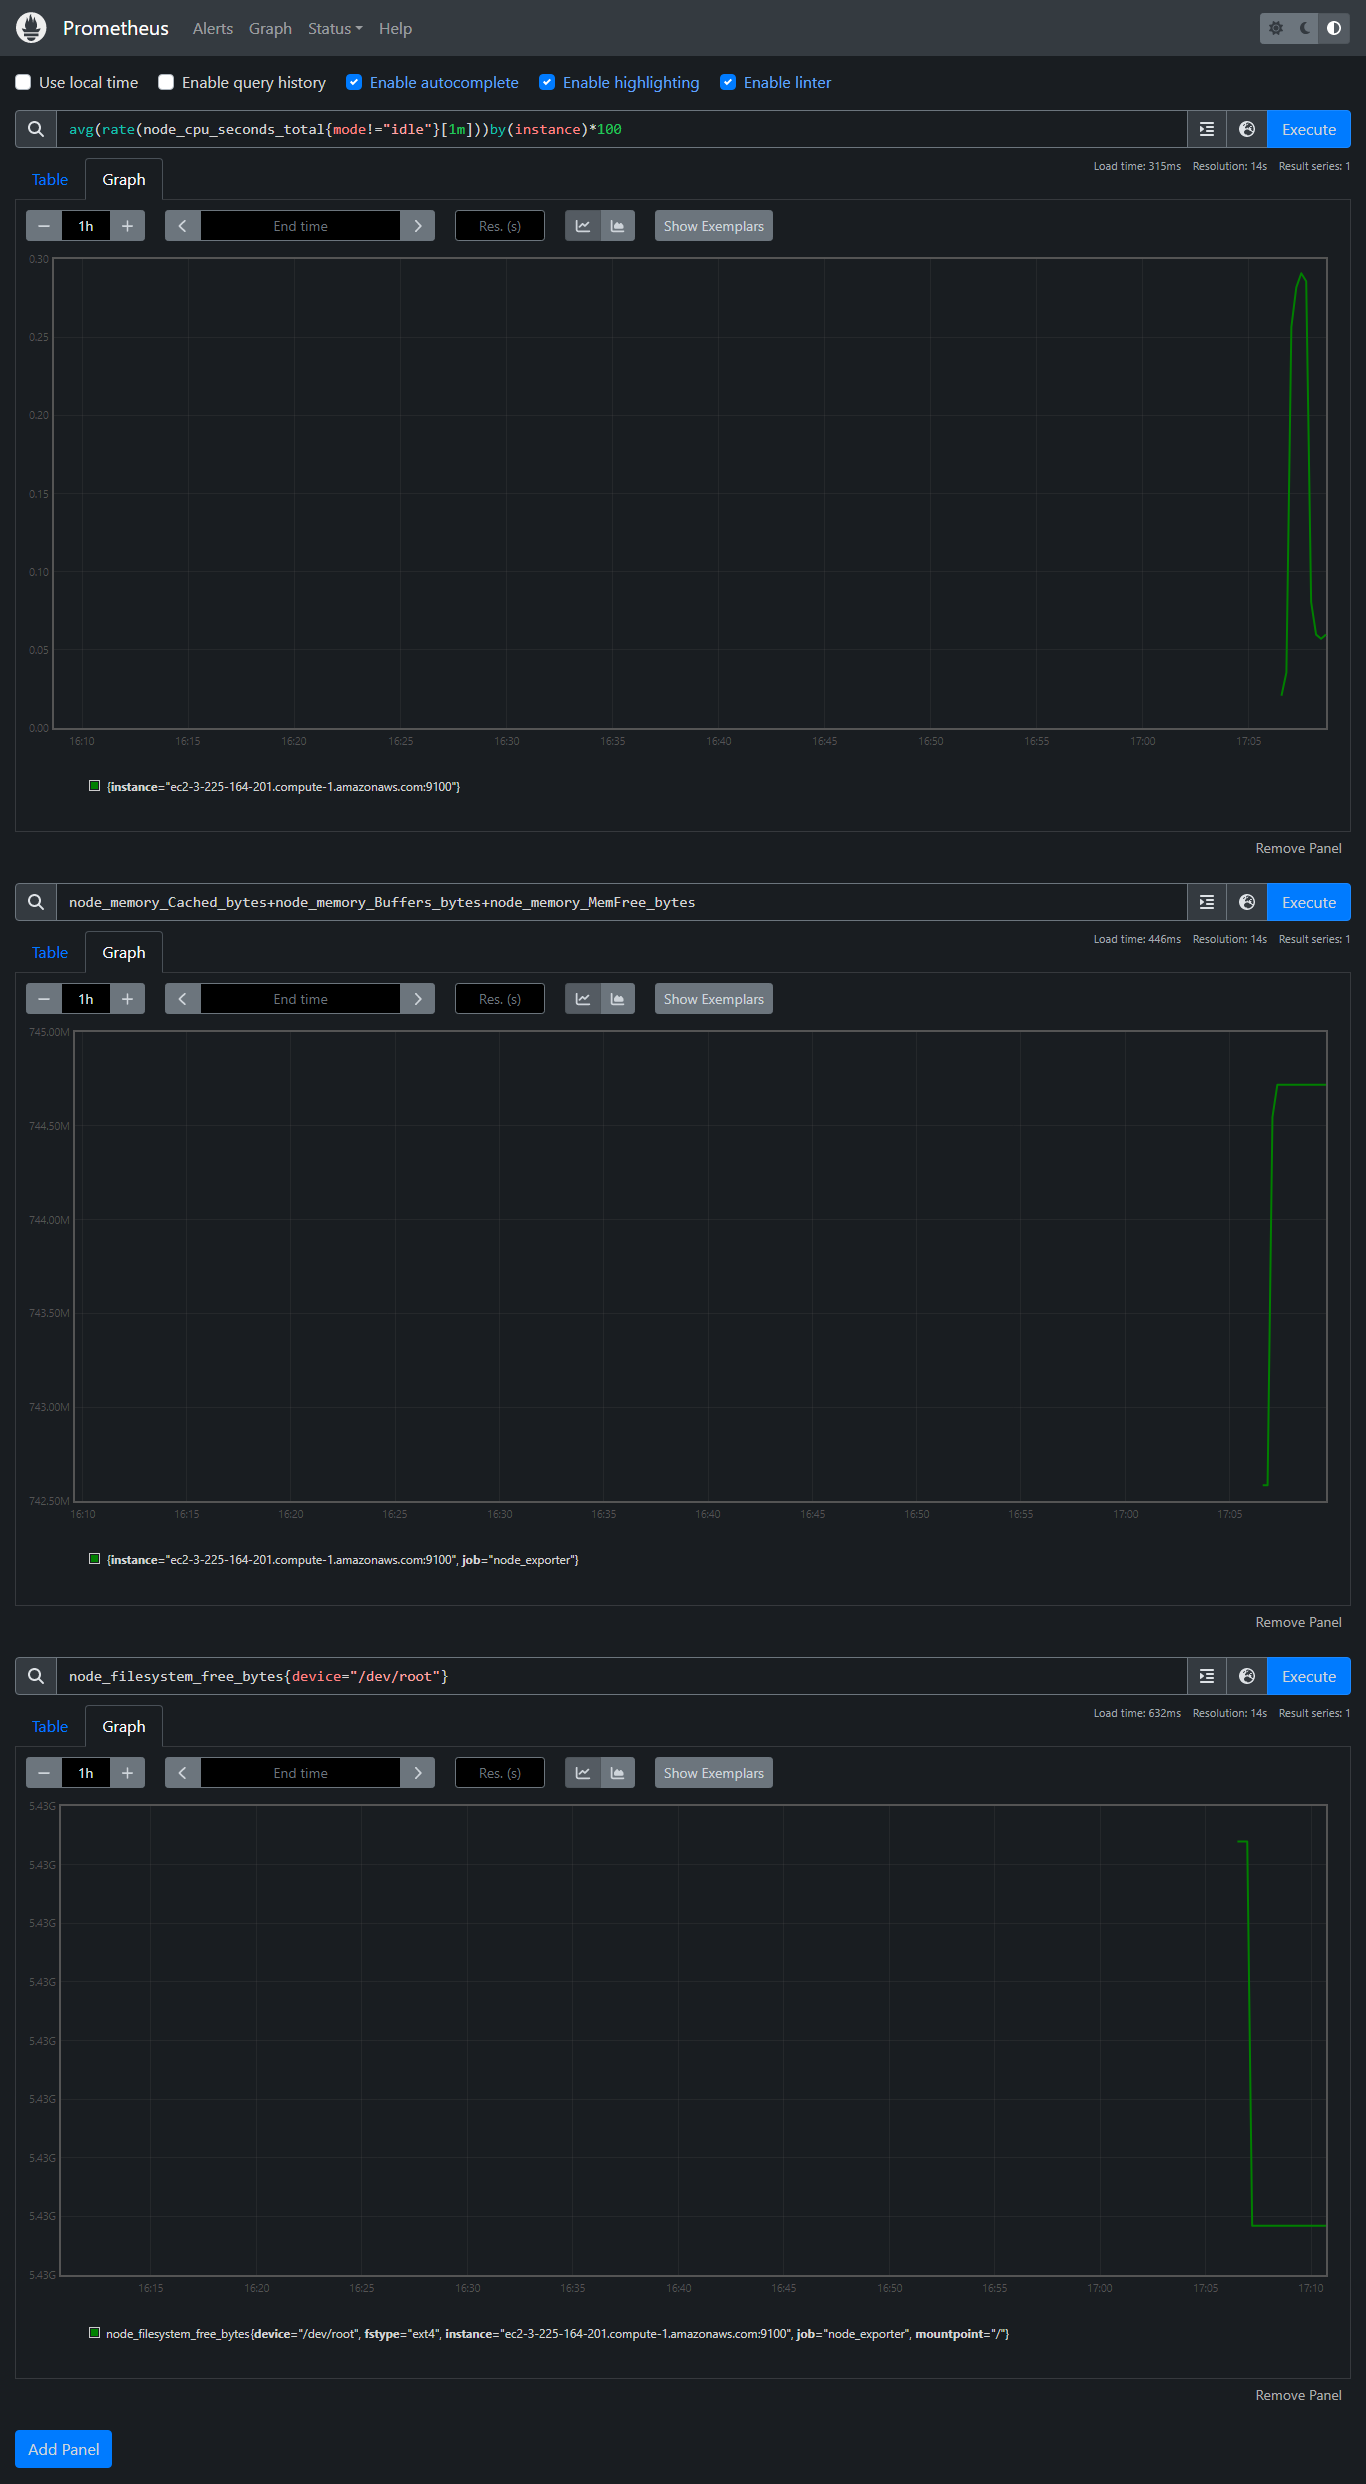 Prometheus Alerts Graph Status Help
Use local time Enable query history Enable autocomplete Enable highlighting Enable linter
avg(rate(node_cpu_seconds_total{mode!="idle"}[1m]))by(instance)*100 Execute
Load time: 315ms Resolution: 14s Result series: 1
Table Graph
1h End time Res. (s) Show Exemplars
0.30
0.25
0.20
0.15
0.10
0.05
0.00
16:10 16:15 16:20 16:25 16:30 16:35 16:40 16:45 16:50 16:55 17:00 17:05
{instance="ec2-3-225-164-201.compute-1.amazonaws.com:9100"}
Remove Panel
node_memory_Cached_bytes+node_memory_Buffers_bytes+node_memory_MemFree_bytes Execute
Load time: 446ms Resolution: 14s Result series: 1
Table Graph
1h End time Res. (s) Show Exemplars
745.00M
744.50M
744.00M
743.50M
743.00M
742.50M
16:10 16:15 16:20 16:25 16:30 16:35 16:40 16:45 16:50 16:55 17:00 17:05
{instance="ec2-3-225-164-201.compute-1.amazonaws.com:9100", job="node_exporter"}
Remove Panel
node_filesystem_free_bytes{device="/dev/root"} Execute
Load time: 632ms Resolution: 14s Result series: 1
Table Graph
1h End time Res. (s) Show Exemplars
5.43G
5.43G
5.43G
5.43G
5.43G
5.43G
5.43G
5.43G
5.43G
16:15 16:20 16:25 16:30 16:35 16:40 16:45 16:50 16:55 17:00 17:05 17:10
node_filesystem_free_bytes{device="/dev/root", fstype="ext4", instance="ec2-3-225-164-201.compute-1.amazonaws.com:9100", job="node_exporter", mountpoint="/"}
Remove Panel
Add Panel